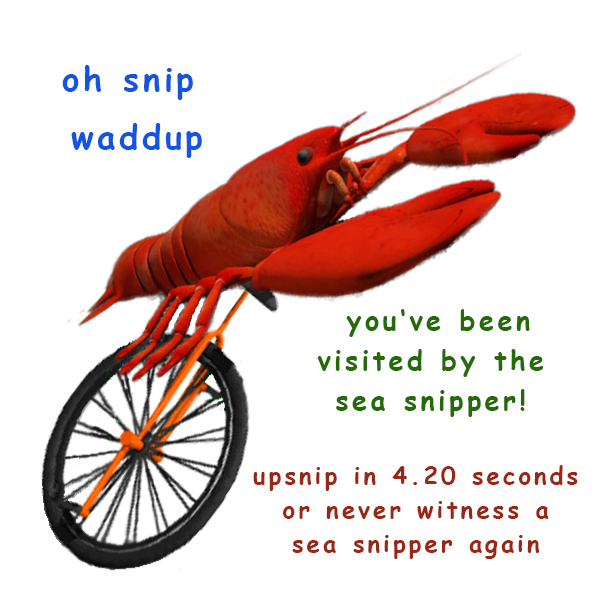 oh snip
waddup
you've been
visited by the
sea snipper!
upsnip in 4.20 seconds
or never witness a
sea snipper again